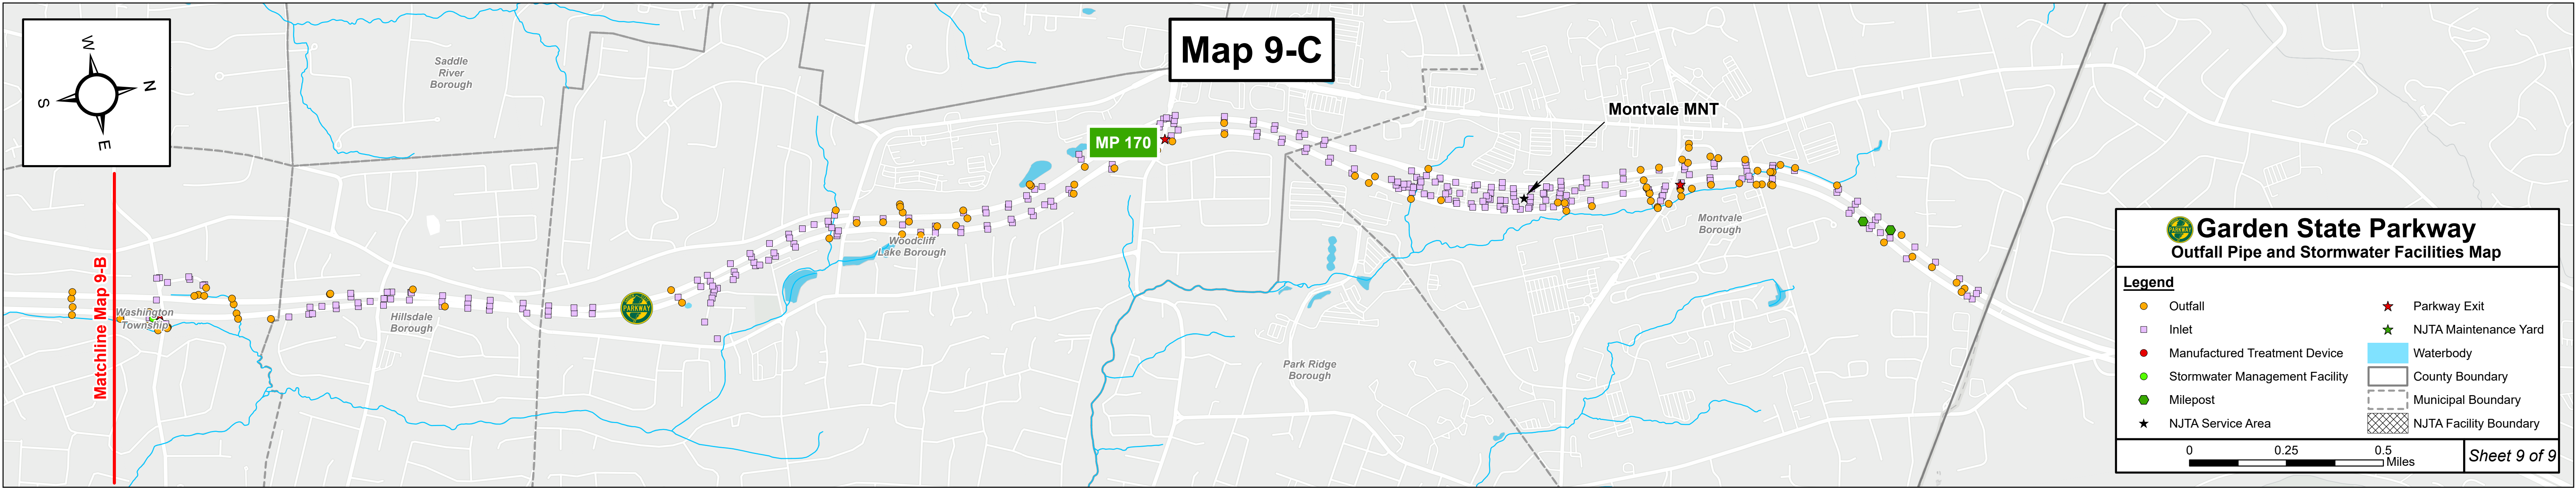 Map 9-C
W
N
S
E
Saddle
River
Borough
Montvale MNT
MP 170
Matchline Map 9-B
Washington
Township
Hillsdale
Borough
PARKWAY
Woodcliff
Lake Borough
Park Ridge
Borough
Montvale
Borough
PARKWAY
Garden State Parkway
Outfall Pipe and Stormwater Facilities Map
Legend
Outfall
Inlet
Manufactured Treatment Device
Stormwater Management Facility
Milepost
NJTA Service Area
Parkway Exit
NJTA Maintenance Yard
Waterbody
County Boundary
Municipal Boundary
NJTA Facility Boundary
0 0.25 0.5
Miles
Sheet 9 of 9